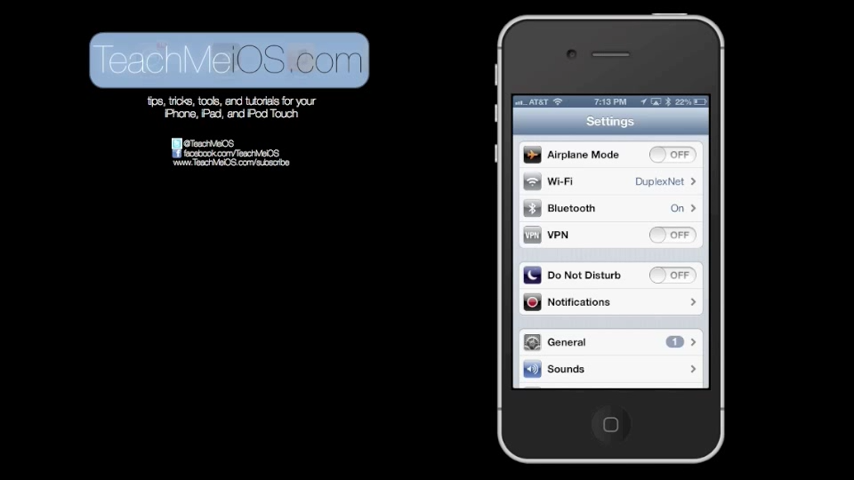 TeachMeiOS.com
tips, tricks, tools, and tutorials for your
iPhone, iPad, and iPod Touch
@TeachMeiOS
facebook.com/TeachMeiOS
www.TeachMeiOS.com/subscribe
AT&T 7:13 PM 22%
Settings
Airplane Mode OFF
Wi-Fi DuplexNet
Bluetooth On
VPN VPN OFF
Do Not Disturb OFF
Notifications
General 1
Sounds